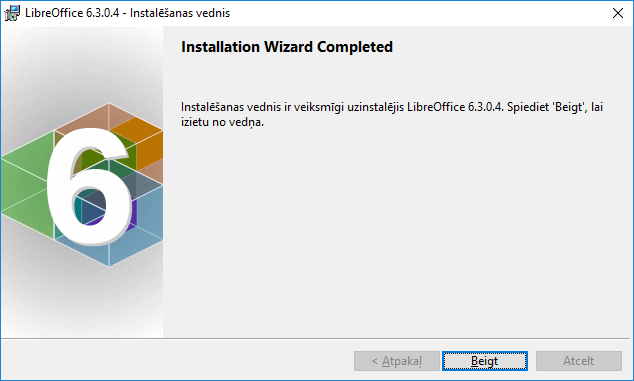 LibreOffice 6.3.0.4 - Instalēšanas vednis
Installation Wizard Completed
Instalēšanas vednis ir veiksmīgi uzinstalējis LibreOffice 6.3.0.4. Spiediet 'Beigt', lai
izietu no vedņa.
6
< Atpakaļ
Beigt
Atcelt